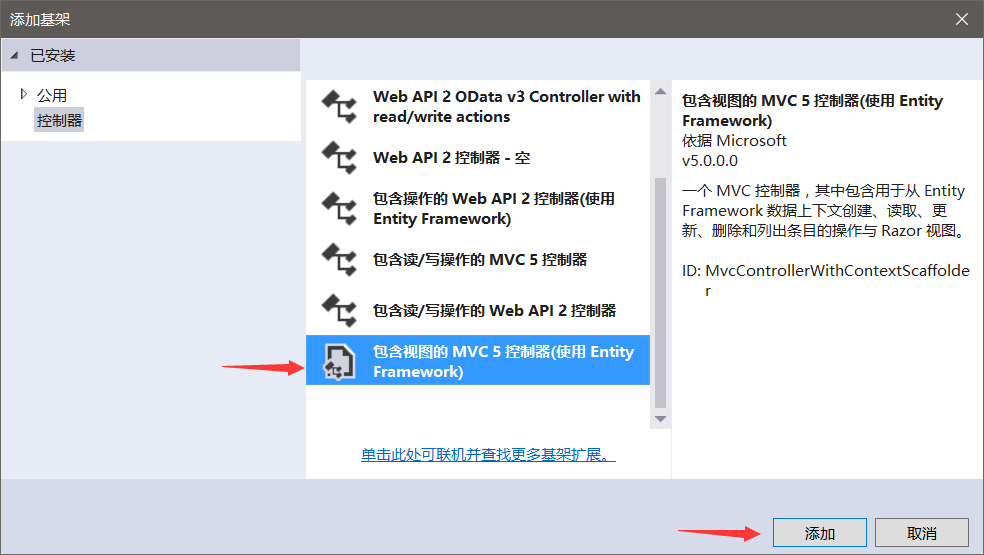 添加基架
已安装
公用
控制器
Web API 2 OData v3 Controller with
read/write actions
Web API 2 控制器 - 空
包含操作的 Web API 2 控制器(使用
Entity Framework)
包含读/写操作的 MVC 5 控制器
包含读/写操作的 Web API 2 控制器
包含视图的 MVC 5 控制器(使用 Entity
Framework)
单击此处可联机并查找更多基架扩展。
包含视图的 MVC 5 控制器(使用 Entity
Framework)
依据 Microsoft
v5.0.0.0
一个 MVC 控制器，其中包含用于从 Entity
Framework 数据上下文创建、读取、更
新、删除和列出条目的操作与 Razor 视图。
ID: MvcControllerWithContextScaffolde
r
添加
取消